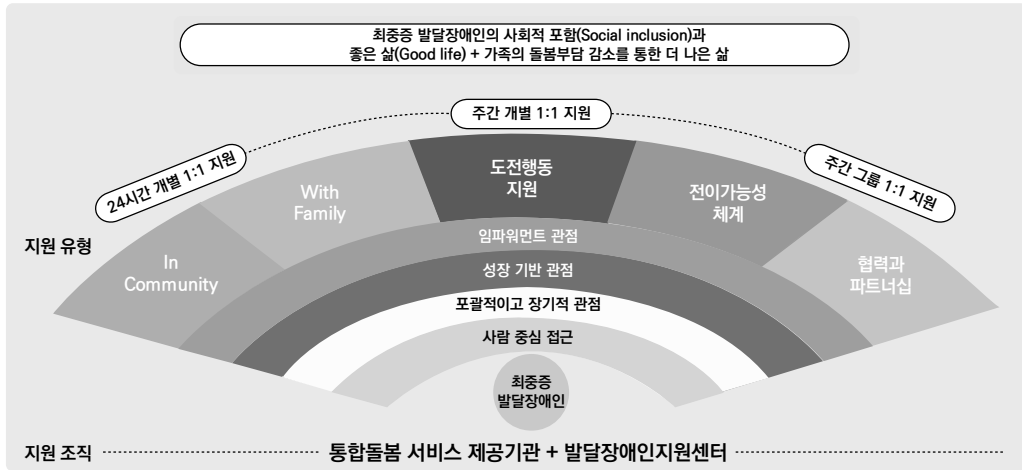 최중증 발달장애인의 사회적 포함(Social inclusion)과
좋은 삶(Good life) + 가족의 돌봄부담 감소를 통한 더 나은 삶
주간 개별 1:1 지원
24시간 개별 1:1 지원
주간 그룹 1:1 지원
도전행동
지원
With
Family
전이가능성
체계
지원 유형
In
Community
협력과
파트너십
임파워먼트 관점
성장 기반 관점
포괄적이고 장기적 관점
사람 중심 접근
최중증
발달장애인
지원 조직
통합돌봄 서비스 제공기관 + 발달장애인지원센터